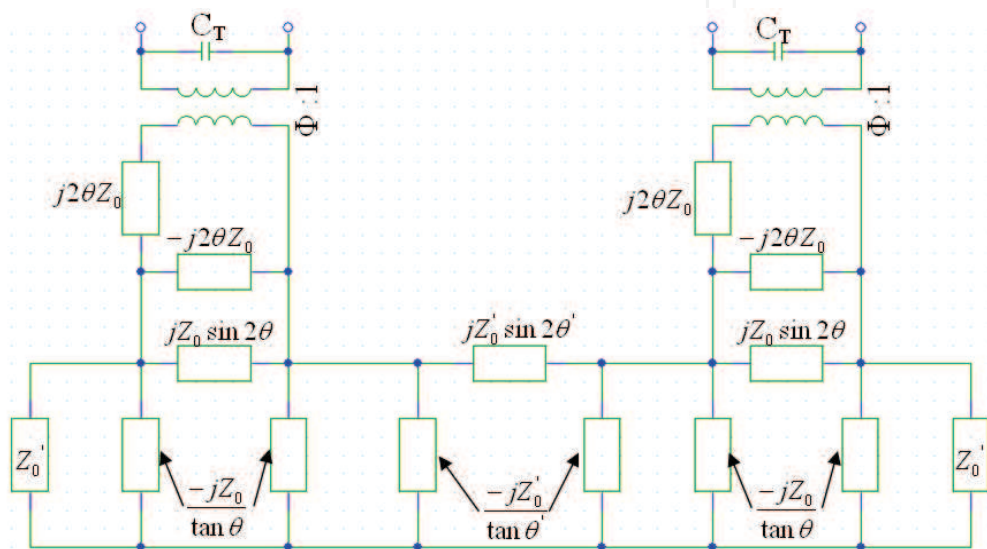 C_T
C_T
Φ :1
Φ :1
j2θZ_0
j2θZ_0
-j2θZ_0
-j2θZ_0
jZ_0 sin 2θ
jZ_0' sin 2θ'
jZ_0 sin 2θ
Z_0'
-jZ_0 / tan θ
-jZ_0' / tan θ'
-jZ_0 / tan θ
Z_0'